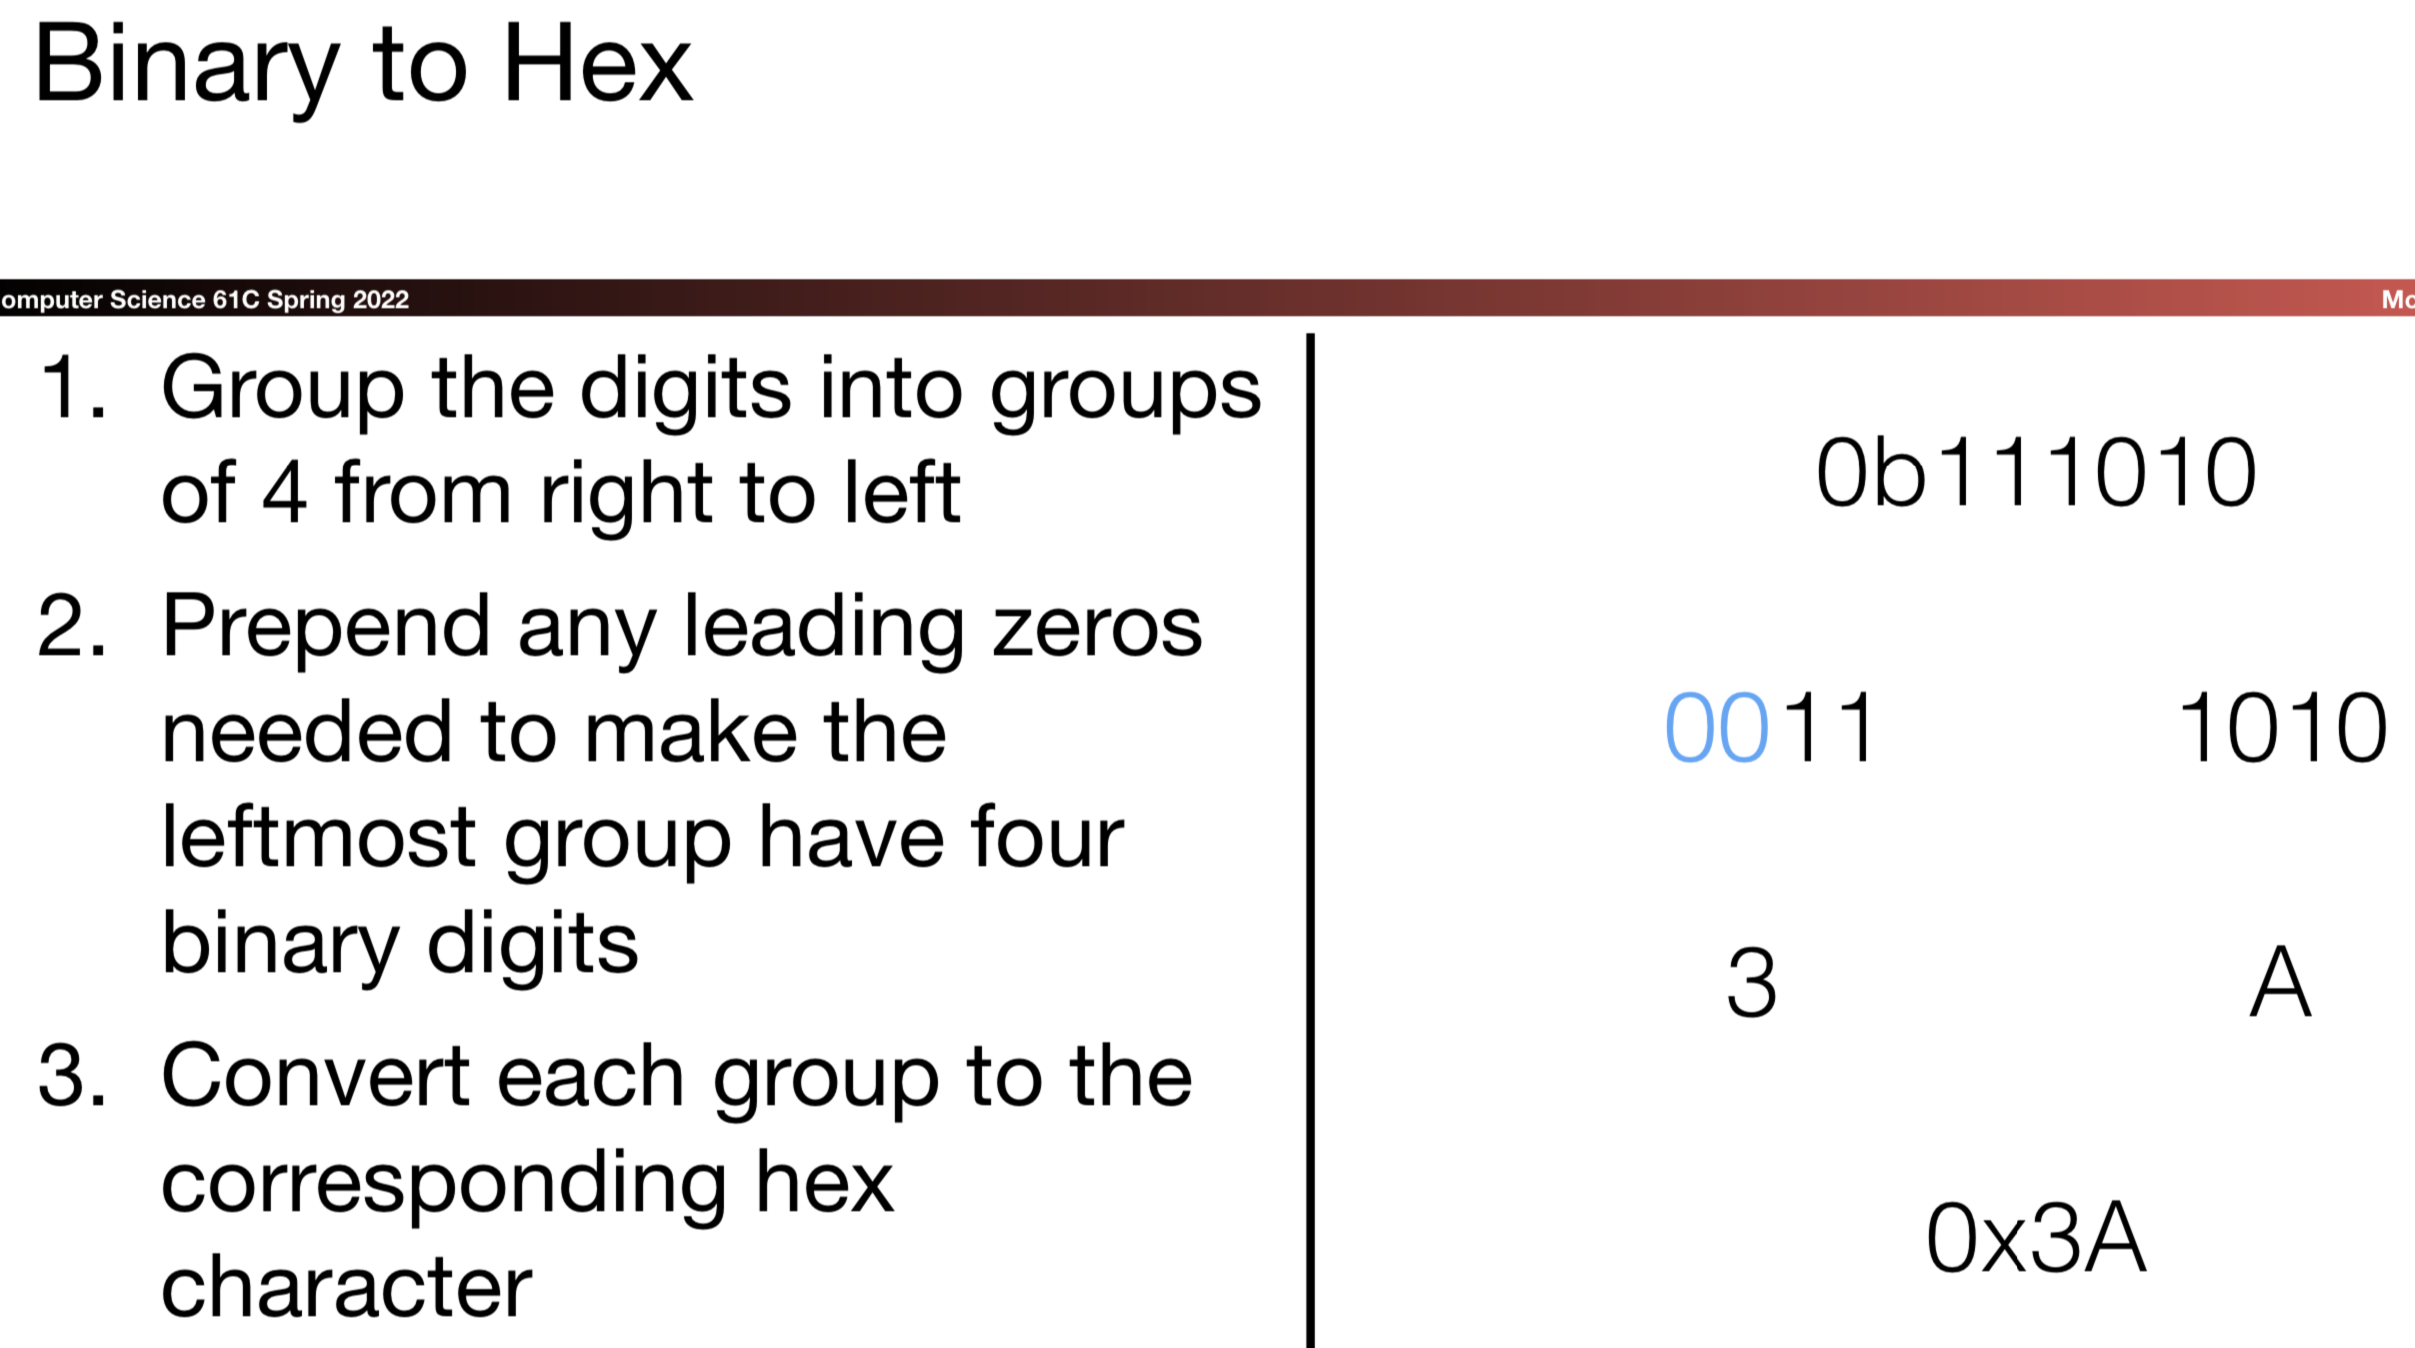 Binary to Hex
omputer Science 61C Spring 2022
Mc
1. Group the digits into groups
of 4 from right to left
2. Prepend any leading zeros
needed to make the
leftmost group have four
binary digits
3. Convert each group to the
corresponding hex
character
0b111010
0011 1010
3 A
0x3A